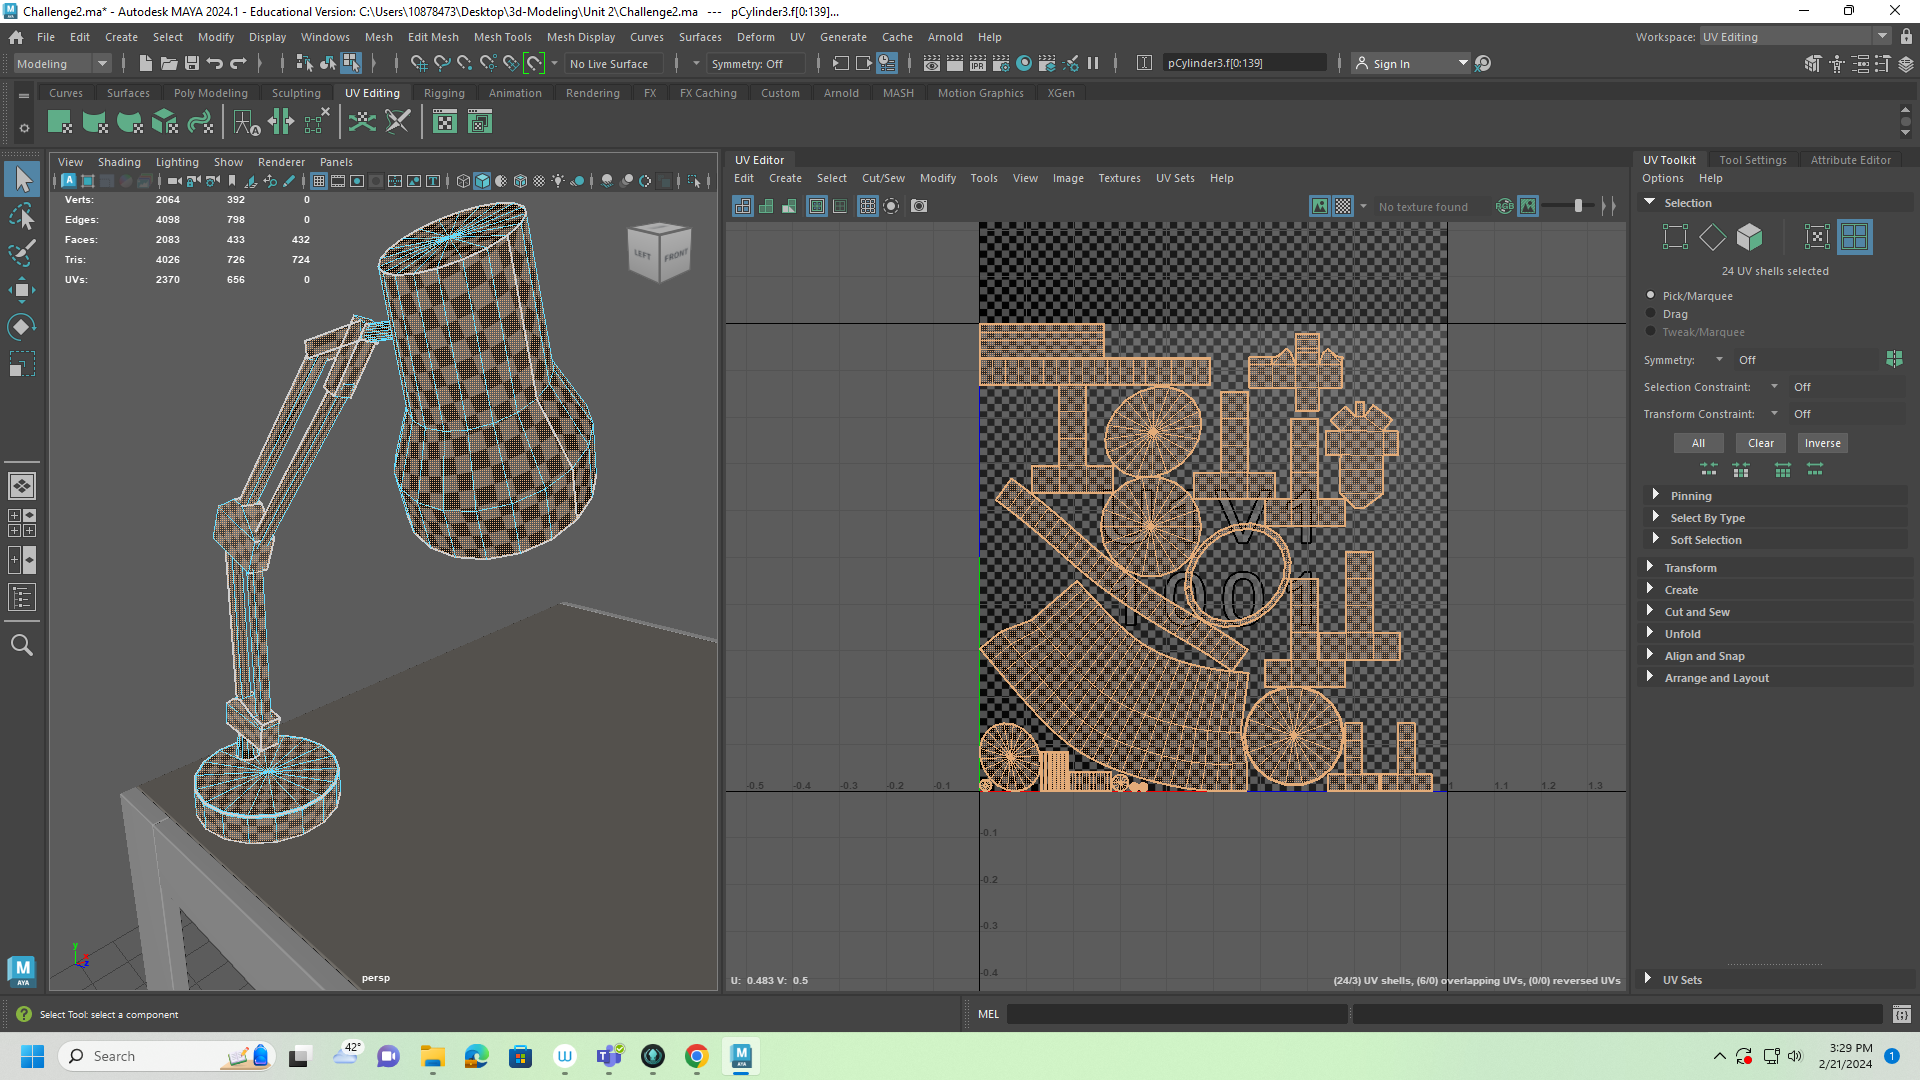 Challenge2.ma* - Autodesk MAYA 2024.1 - Educational Version: C:\Users\10878473\Desktop\3d-Modeling\Unit 2\Challenge2.ma   ---   pCylinder3.f[0:139]...
File Edit Create Select Modify Display Windows Mesh Edit Mesh Mesh Tools Mesh Display Curves Surfaces Deform UV Generate Cache Arnold Help
Workspace: UV Editing
Modeling
No Live Surface
Symmetry: Off
IPR
pCylinder3.f[0:139]
Sign In
Curves Surfaces Poly Modeling Sculpting UV Editing Rigging Animation Rendering FX FX Caching Custom Arnold MASH Motion Graphics XGen
View Shading Lighting Show Renderer Panels
Verts: 2064 392 0
Edges: 4098 798 0
Faces: 2083 433 432
Tris: 4026 726 724
UVs: 2370 656 0
LEFT FRONT
persp
UV Editor
Edit Create Select Cut/Sew Modify Tools View Image Textures UV Sets Help
No texture found
RGB
V1
1001
-0.5 -0.4 -0.3 -0.2 -0.1 1 1.1 1.2 1.3
-0.1
-0.2
-0.3
-0.4
U: 0.483 V: 0.5
(24/3) UV shells, (6/0) overlapping UVs, (0/0) reversed UVs
UV Toolkit Tool Settings Attribute Editor
Options Help
Selection
24 UV shells selected
Pick/Marquee
Drag
Tweak/Marquee
Symmetry: Off
Selection Constraint: Off
Transform Constraint: Off
All Clear Inverse
Pinning
Select By Type
Soft Selection
Transform
Create
Cut and Sew
Unfold
Align and Snap
Arrange and Layout
UV Sets
Select Tool: select a component
MEL
Search
42°
3:29 PM
2/21/2024
1